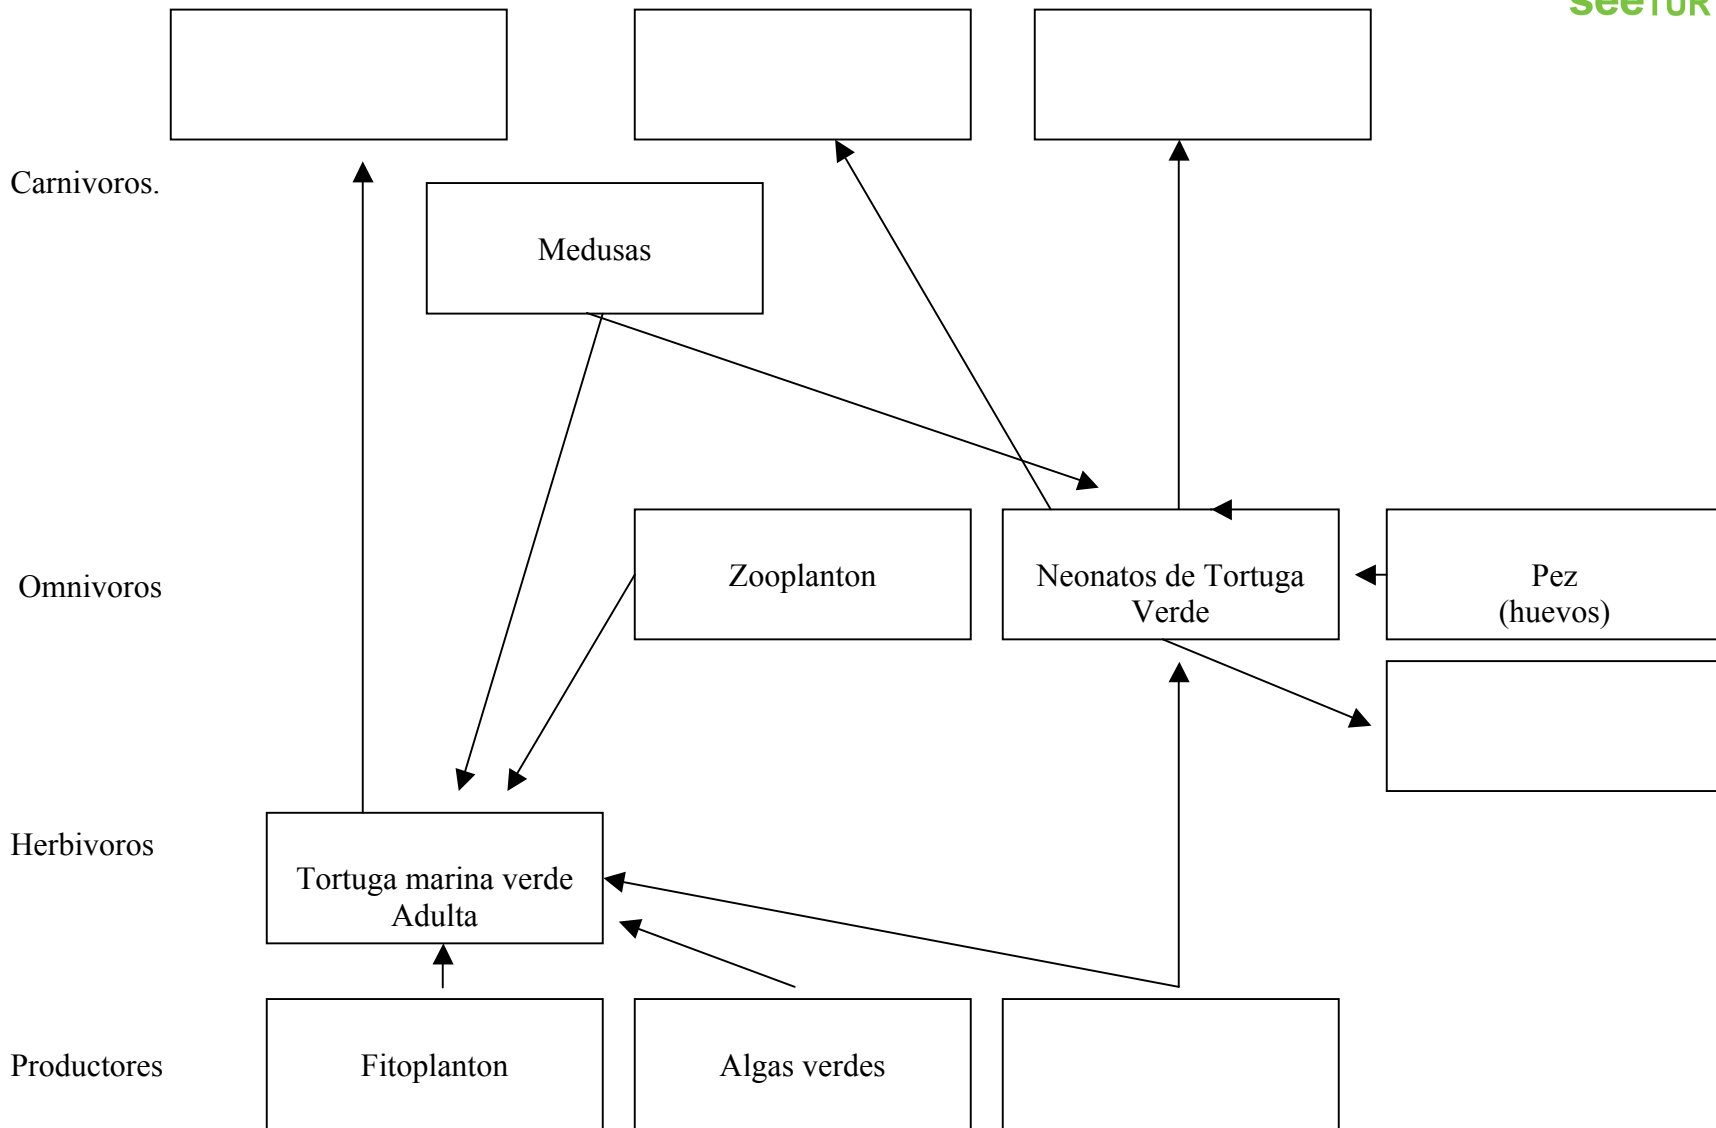 seeTUR
Carnivoros.
Medusas
Omnivoros
Zooplanton
Neonatos de Tortuga
Verde
Pez
(huevos)
Herbivoros
Tortuga marina verde
Adulta
Productores
Fitoplanton
Algas verdes